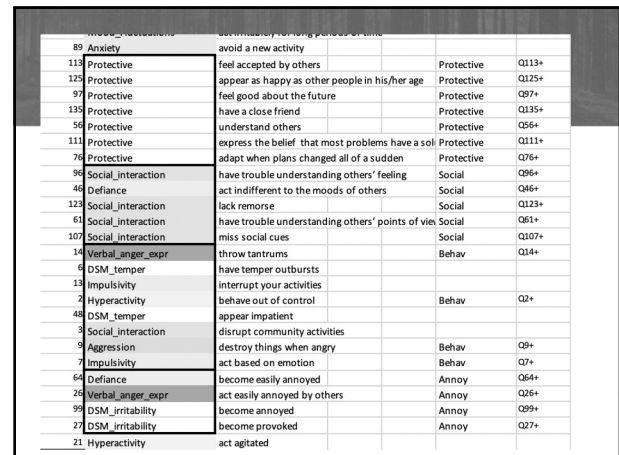 89 Anxiety avoid a new activity
113 Protective feel accepted by others Protective Q113+
125 Protective appear as happy as other people in his/her age Protective Q125+
97 Protective feel good about the future Protective Q97+
135 Protective have a close friend Protective Q135+
56 Protective understand others Protective Q56+
111 Protective express the belief that most problems have a sol Protective Q111+
76 Protective adapt when plans changed all of a sudden Protective Q76+
96 Social_interaction have trouble understanding others' feeling Social Q96+
46 Defiance act indifferent to the moods of others Social Q46+
123 Social_interaction lack remorse Social Q123+
61 Social_interaction have trouble understanding others' points of view Social Q61+
107 Social_interaction miss social cues Social Q107+
14 Verbal_anger_expr throw tantrums Behav Q14+
6 DSM_temper have temper outbursts
13 Impulsivity interrupt your activities
2 Hyperactivity behave out of control Behav Q2+
48 DSM_temper appear impatient
3 Social_interaction disrupt community activities
9 Aggression destroy things when angry Behav Q9+
7 Impulsivity act based on emotion Behav Q7+
64 Defiance become easily annoyed Annoy Q64+
26 Verbal_anger_expr act easily annoyed by others Annoy Q26+
99 DSM_irritability become annoyed Annoy Q99+
27 DSM_irritability become provoked Annoy Q27+
21 Hyperactivity act agitated